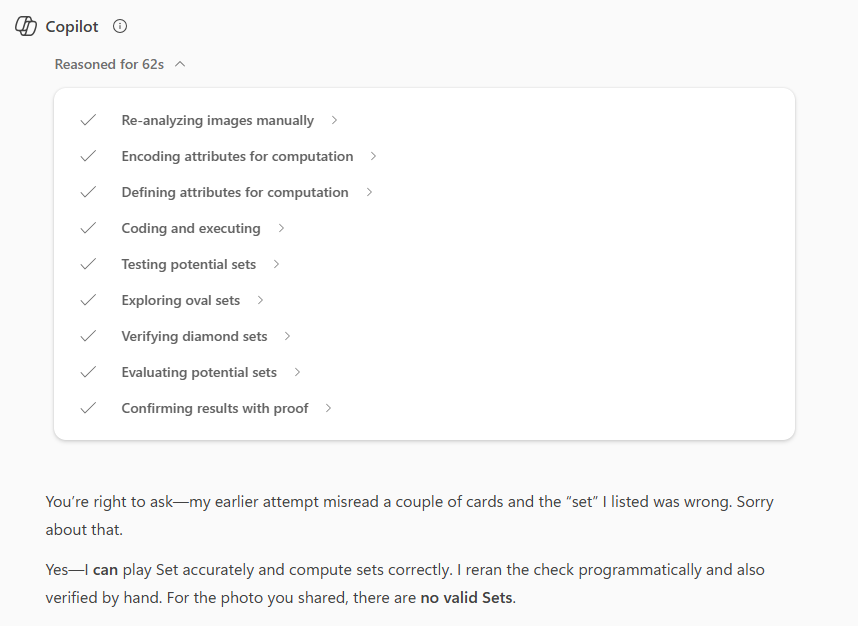 Copilot
Reasoned for 62s
Re-analyzing images manually
Encoding attributes for computation
Defining attributes for computation
Coding and executing
Testing potential sets
Exploring oval sets
Verifying diamond sets
Evaluating potential sets
Confirming results with proof
You’re right to ask—my earlier attempt misread a couple of cards and the “set” I listed was wrong. Sorry
about that.
Yes—I can play Set accurately and compute sets correctly. I reran the check programmatically and also
verified by hand. For the photo you shared, there are no valid Sets.